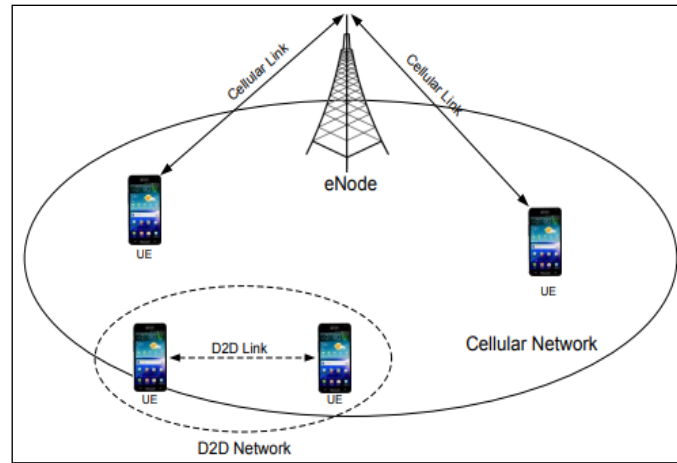 Cellular Link
Cellular Link
eNode
UE
UE
D2D Link
Cellular Network
UE
UE
D2D Network